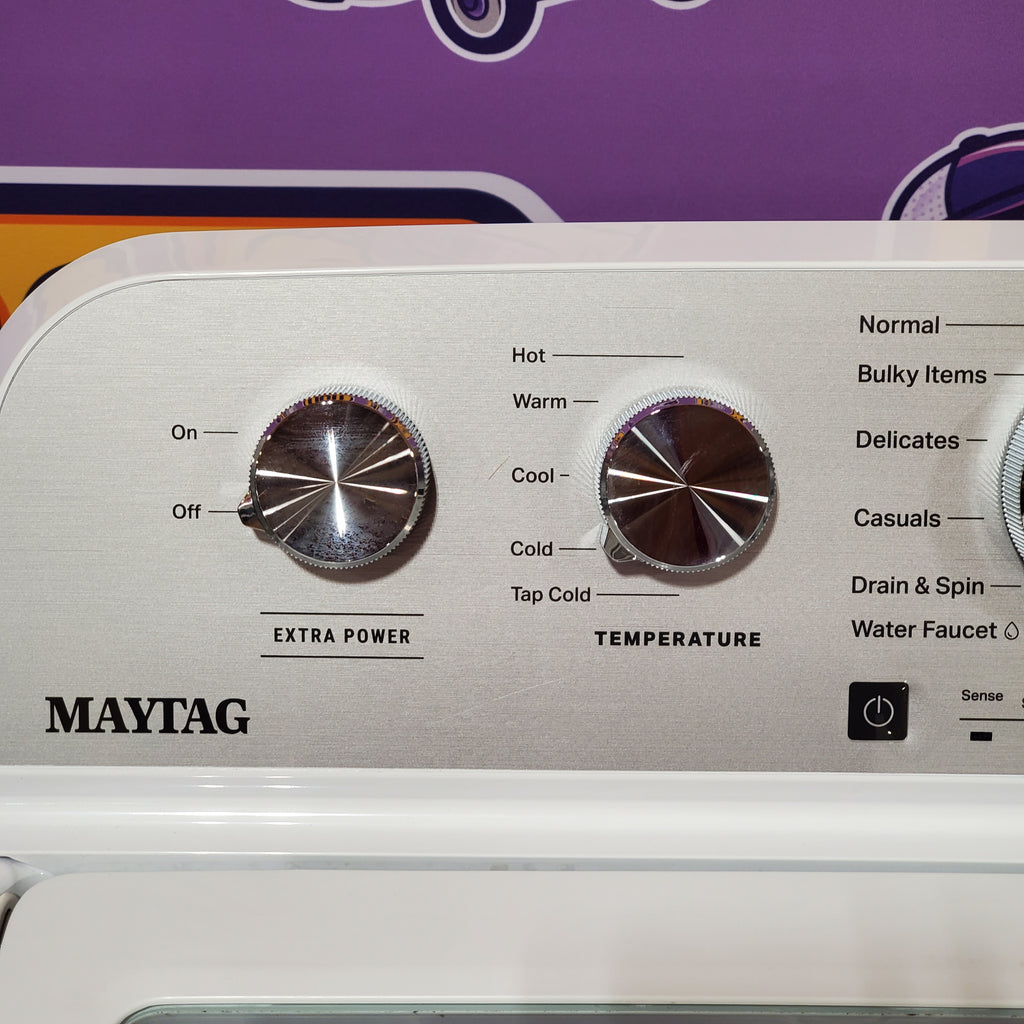 On
Off
EXTRA POWER
MAYTAG
Hot
Warm
Cool
Cold
Tap Cold
TEMPERATURE
Normal
Bulky Items
Delicates
Casuals
Drain & Spin
Water Faucet
Sense